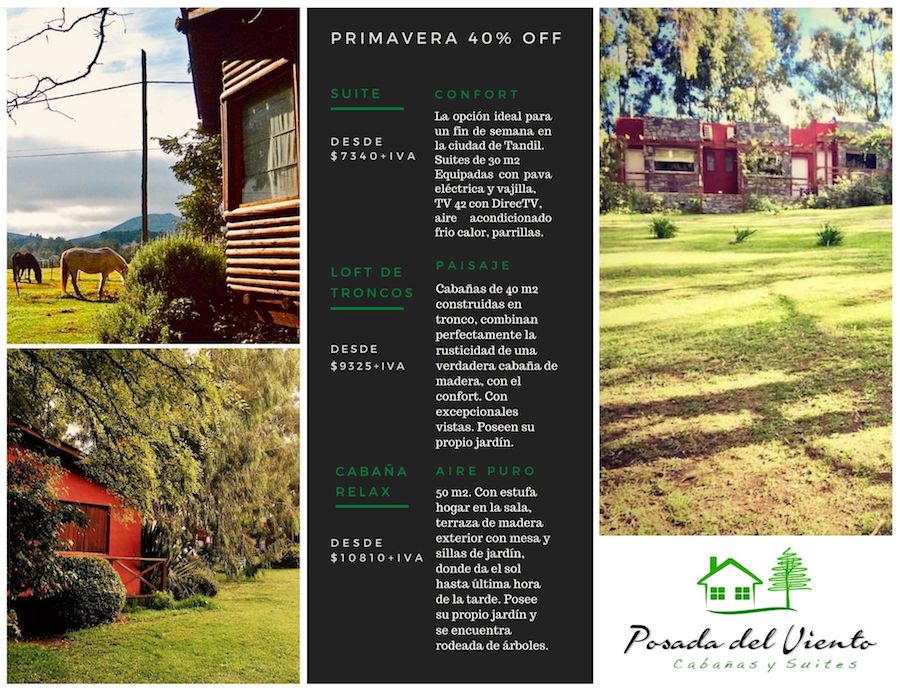 PRIMAVERA 40% OFF
SUITE
DESDE
$7340+IVA
CONFORT
La opción ideal para
un fin de semana en
la ciudad de Tandil.
Suites de 30 m2
Equipadas con pava
eléctrica y vajilla,
TV 42 con DirecTV,
aire acondicionado
frio calor, parrillas.
LOFT DE
TRONCOS
DESDE
$9325+IVA
PAISAJE
Cabañas de 40 m2
construidas en
tronco, combinan
perfectamente la
rusticidad de una
verdadera cabaña de
madera, con el
confort. Con
excepcionales
vistas. Poseen su
propio jardín.
CABAÑA
RELAX
DESDE
$10810+IVA
AIRE PURO
50 m2. Con estufa
hogar en la sala,
terraza de madera
exterior con mesa y
sillas de jardín,
donde da el sol
hasta última hora
de la tarde. Posee
su propio jardín y
se encuentra
rodeada de árboles.
Posada del Viento
Cabañas y Suites